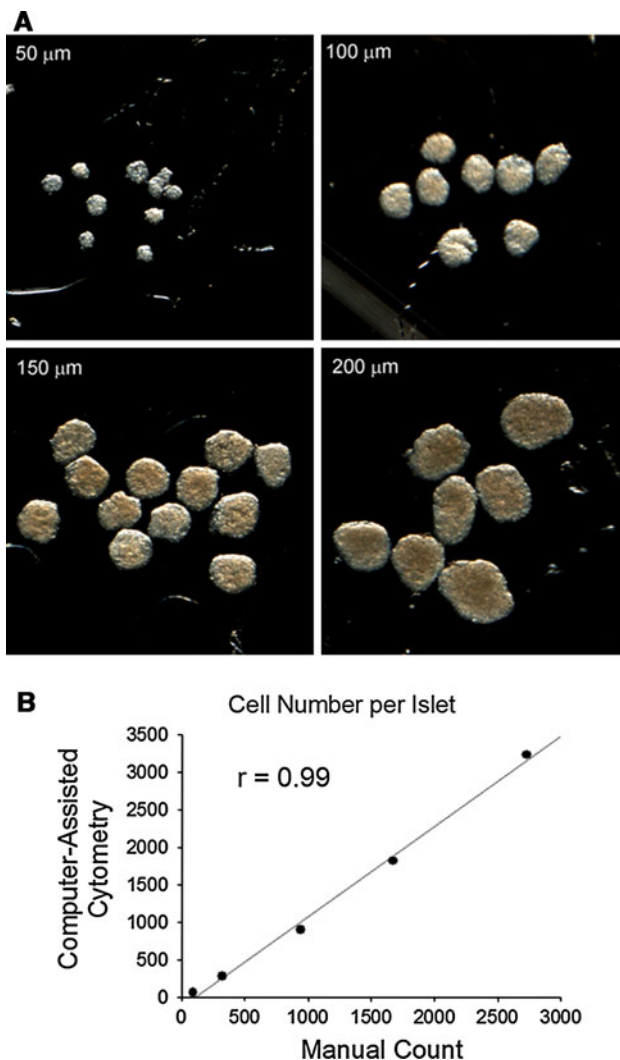 A
50 μm
100 μm
150 μm
200 μm
B
Cell Number per Islet
r = 0.99
Computer-Assisted
Cytometry
3500
3000
2000
1500
1000
500
0
0 500 1000 1500 2000 2500 3000
Manual Count